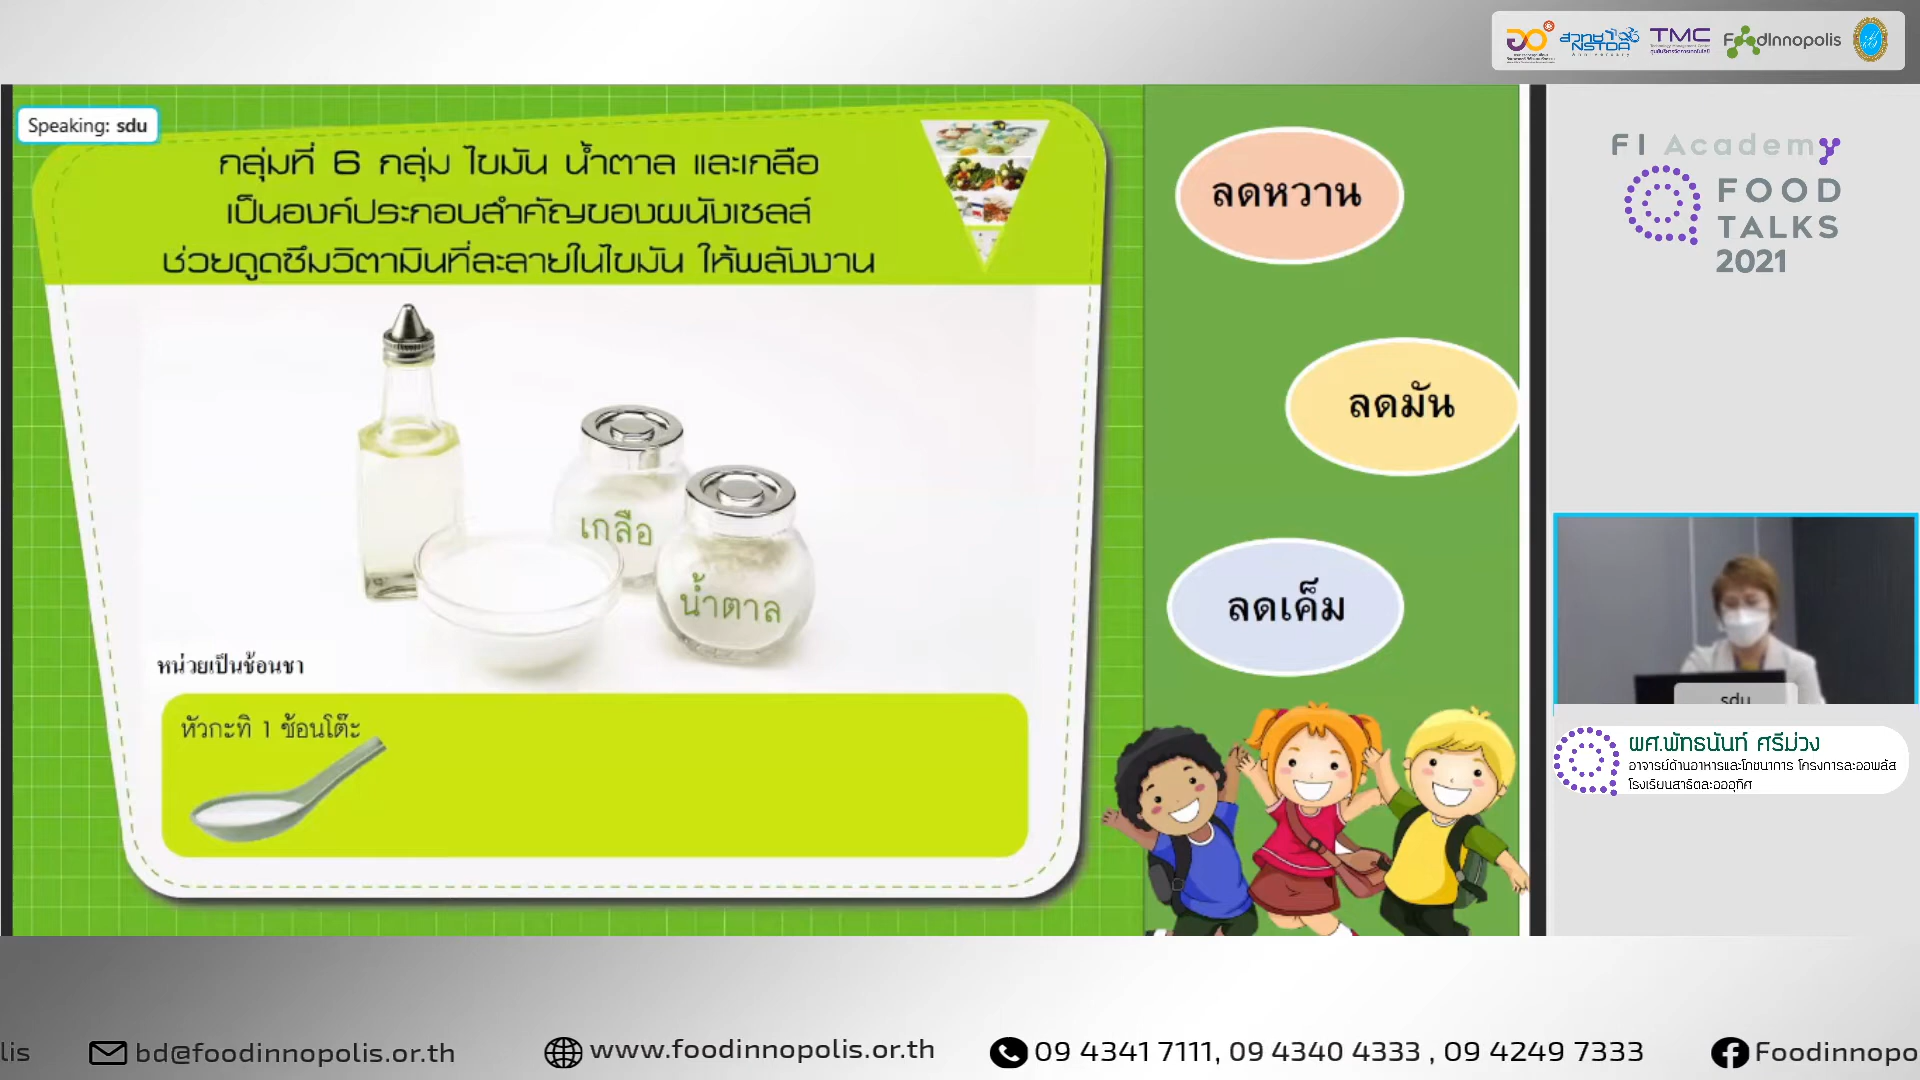 สวทช
NSTDA
TMC
FoodInnopolis
Speaking: sdu
กลุ่มที่ 6 กลุ่ม ไขมัน น้ำตาล และเกลือ
เป็นองค์ประกอบสำคัญของผนังเซลล์
ช่วยดูดซึมวิตามินที่ละลายในไขมัน ให้พลังงาน
เกลือ
น้ำตาล
หน่วยเป็นช้อนชา
หัวกะทิ 1 ช้อนโต๊ะ
ลดหวาน
ลดมัน
ลดเค็ม
FI Academy
FOOD
TALKS
2021
sdu
ผศ.พัทธนันท์ ศรีม่วง
อาจารย์ด้านอาหารและโภชนาการ โครงการละออพลัส
โรงเรียนสาธิตละอออุทิศ
lis
bd@foodinnopolis.or.th
www.foodinnopolis.or.th
09 4341 7111, 09 4340 4333 , 09 4249 7333
Foodinnopo